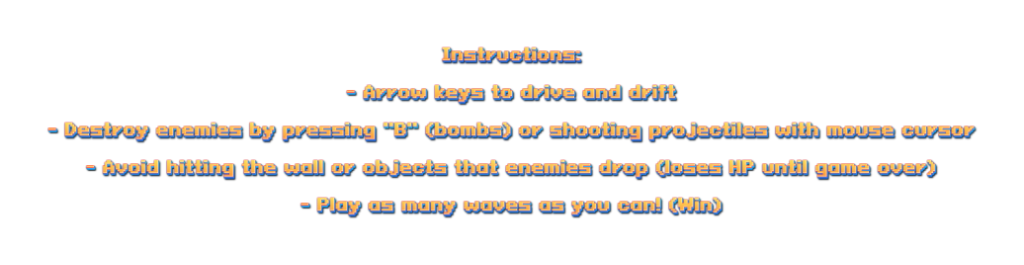 Instructions:
- Arrow keys to drive and drift
- Destroy enemies by pressing "B" (bombs) or shooting projectiles with mouse cursor
- Avoid hitting the wall or objects that enemies drop (loses HP until game over)
- Play as many waves as you can! (Win)